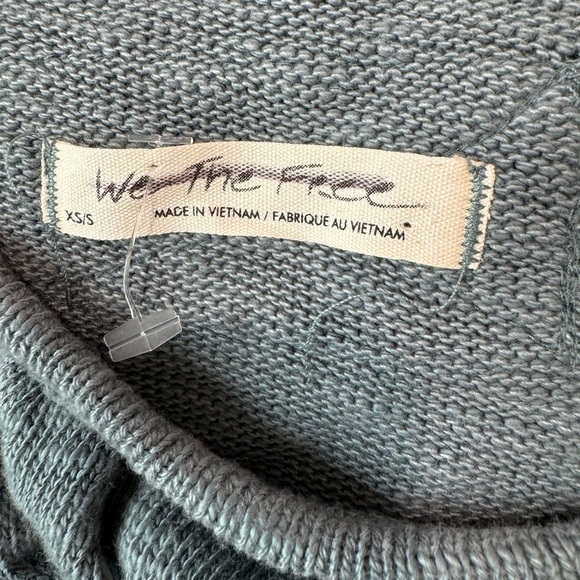 We The Free
XS/S
MADE IN VIETNAM / FABRIQUE AU VIETNAM